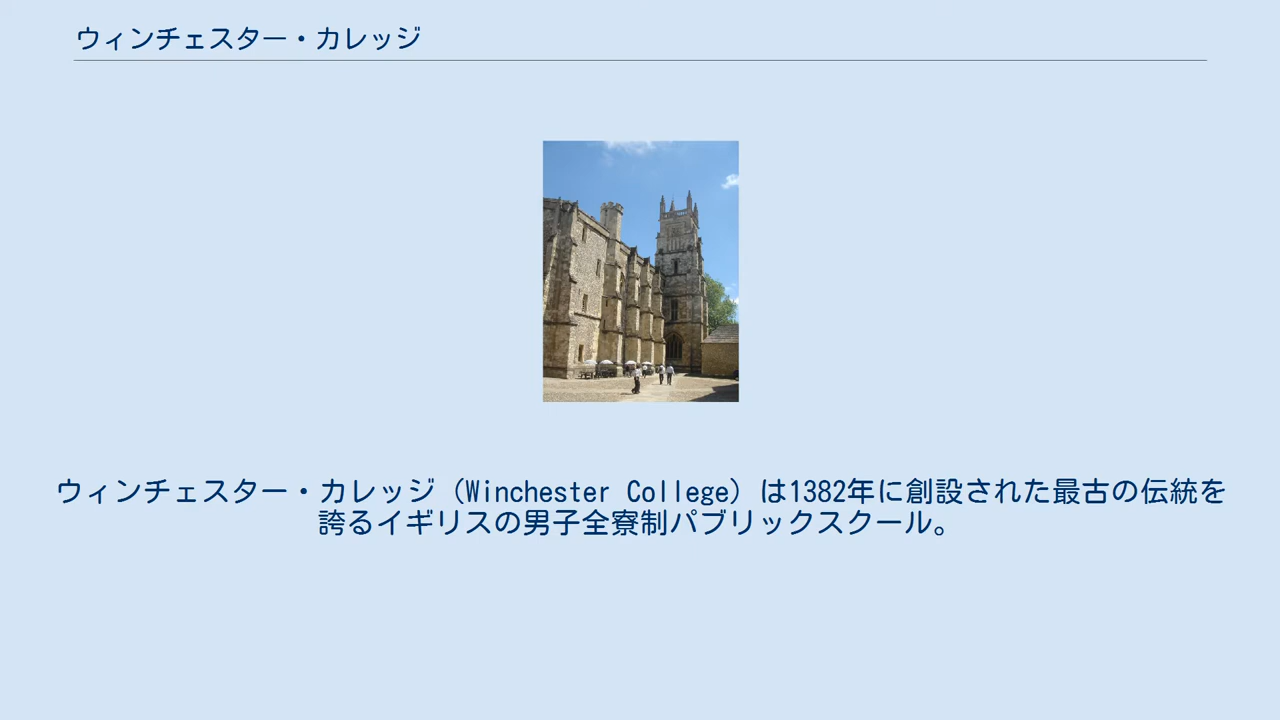 ウィンチェスター・カレッジ
ウィンチェスター・カレッジ（Winchester College）は1382年に創設された最古の伝統を
誇るイギリスの男子全寮制パブリックスクール。